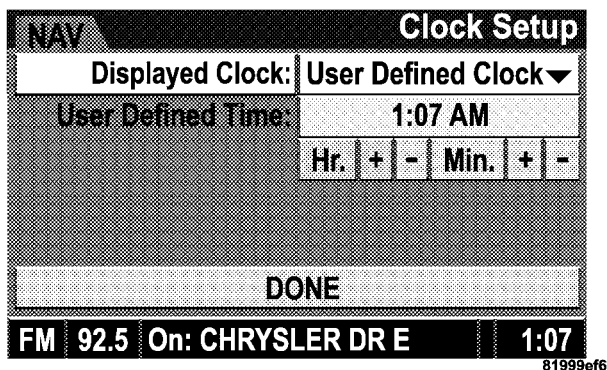 NAV Clock Setup
Displayed Clock: User Defined Clock
User Defined Time: 1:07 AM
Hr. + - Min. + -
DONE
FM 92.5 On: CHRYSLER DR E 1:07
81999ef6